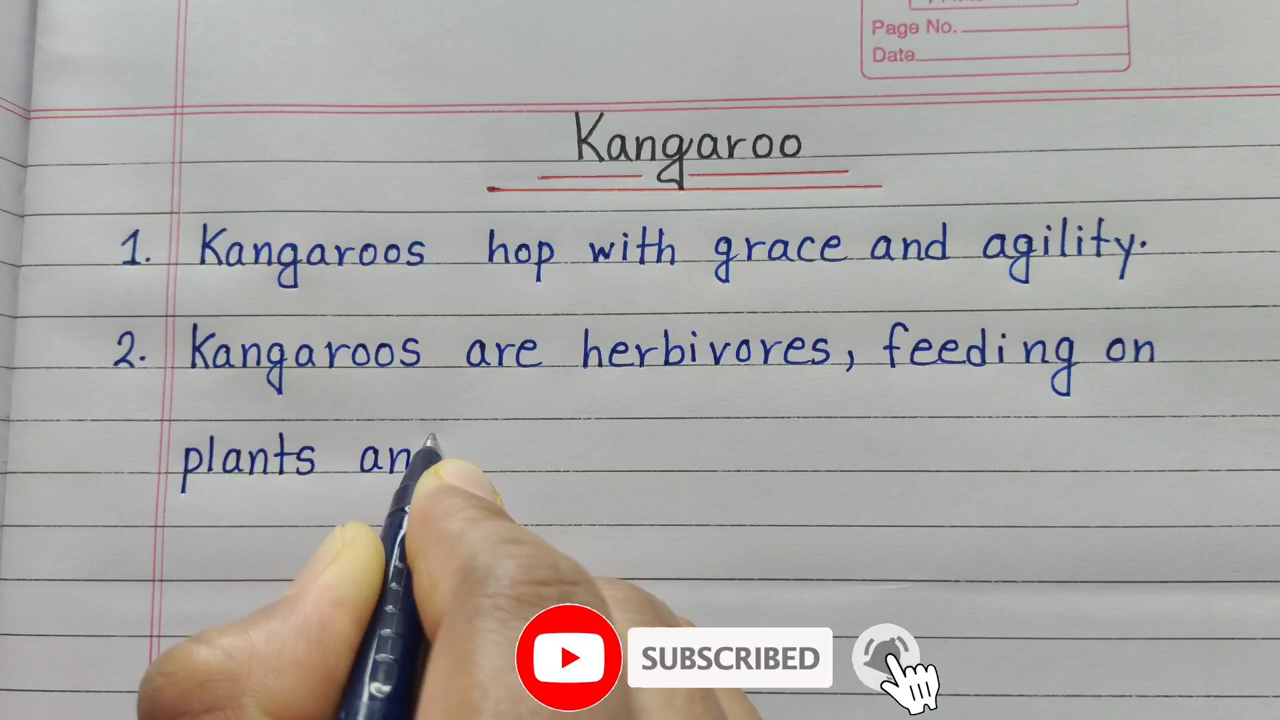 Page No.
Date
Kangaroo
1. Kangaroos hop with grace and agility.
2. Kangaroos are herbivores, feeding on
plants an
SUBSCRIBED